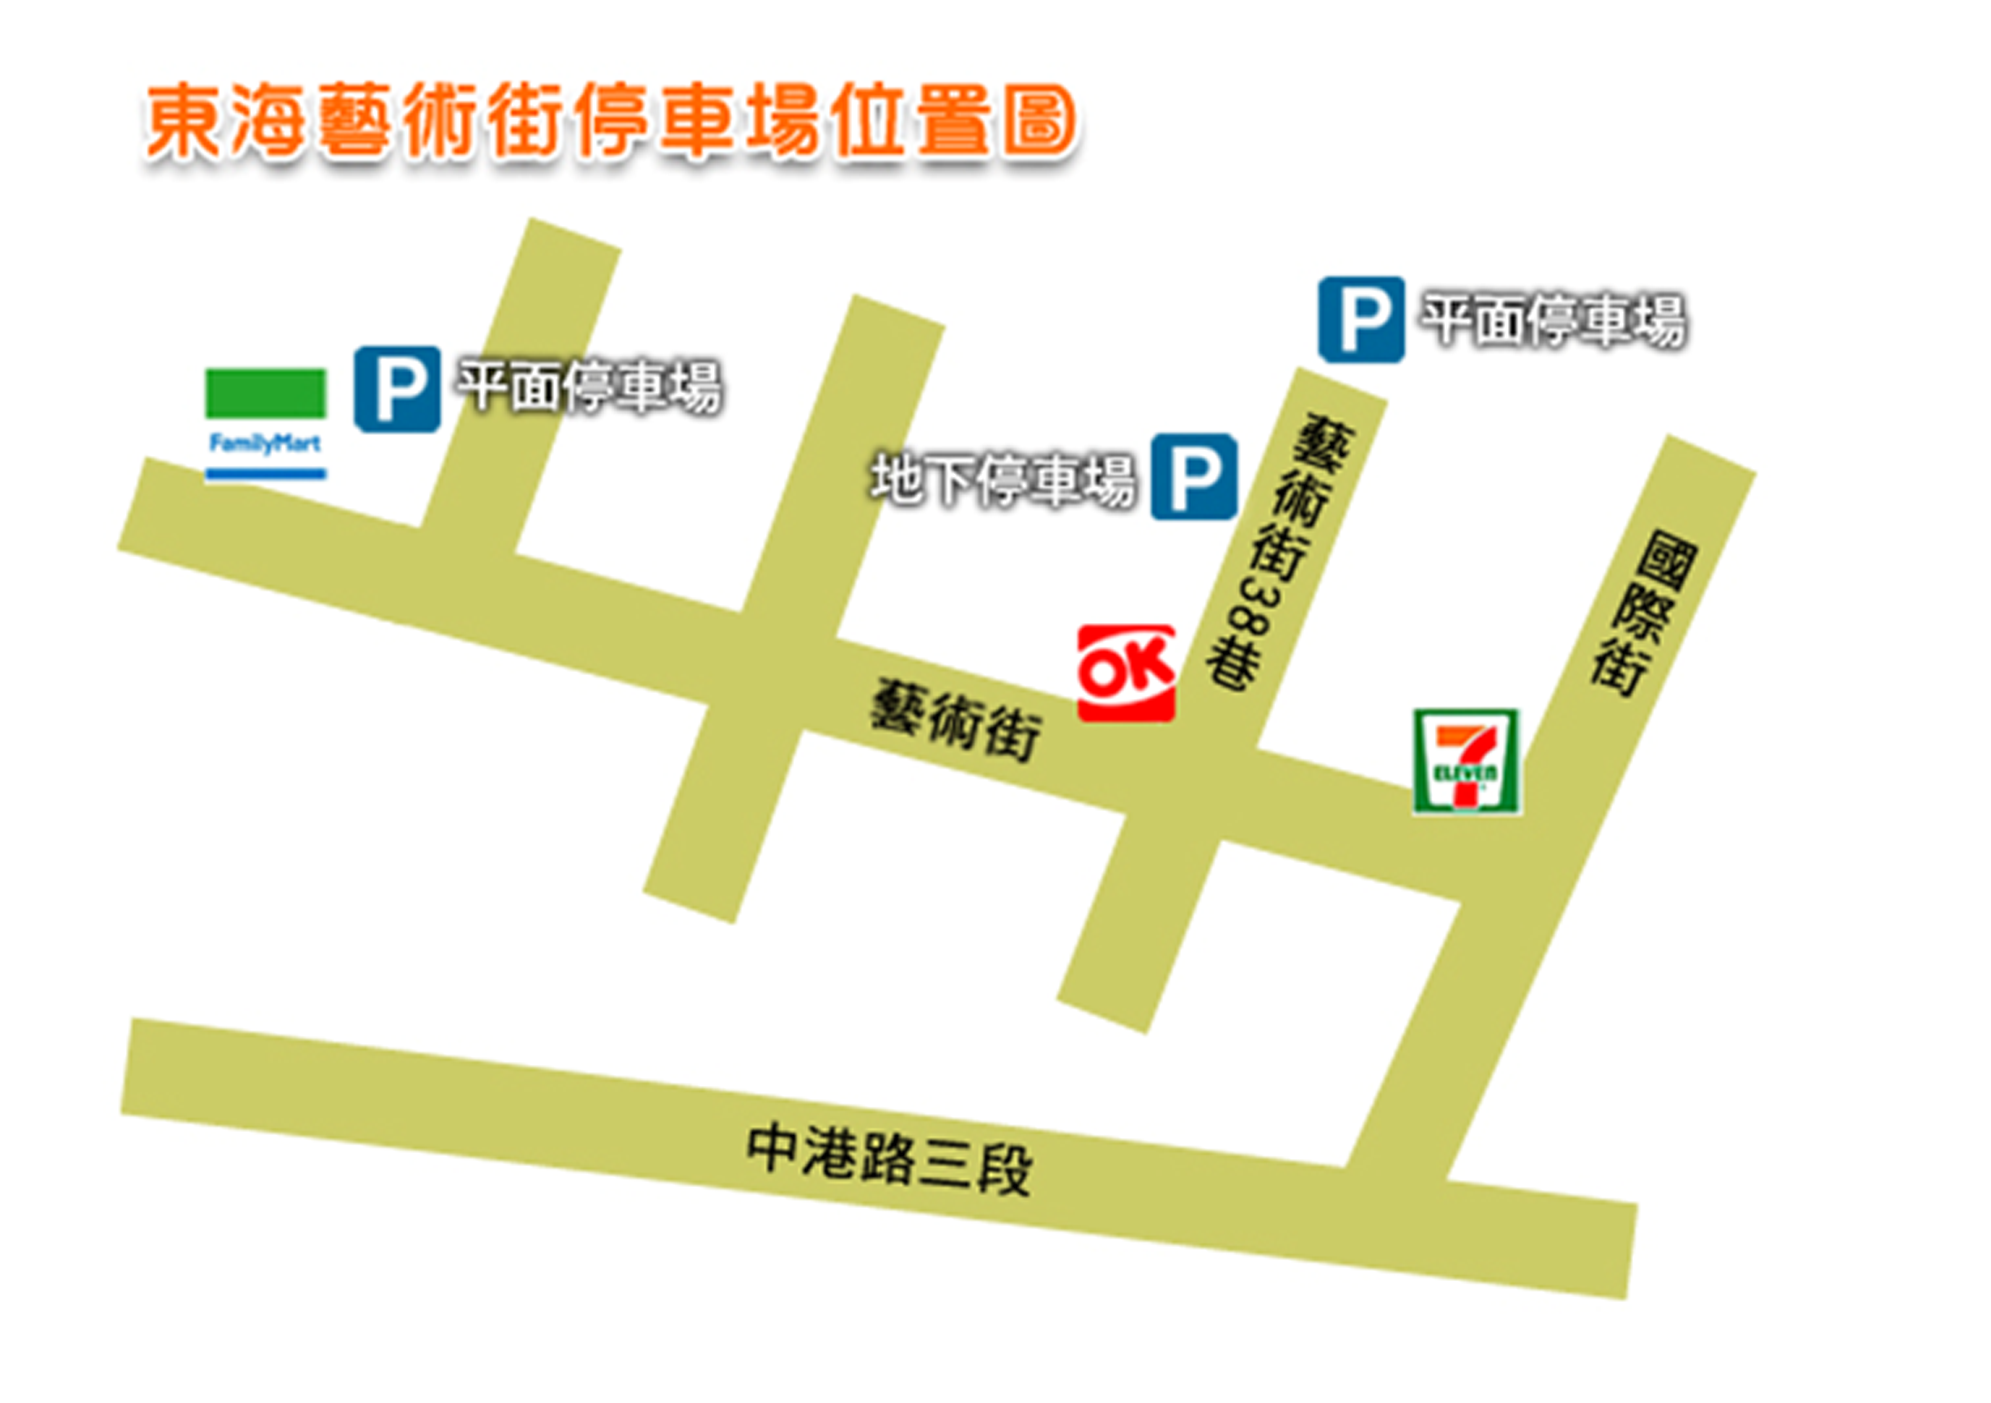 東海藝術街停車場位置圖
P 平面停車場
P 平面停車場
FamilyMart
地下停車場 P
藝術街38巷
國際街
OK
藝術街
7
ELEVEN
中港路三段